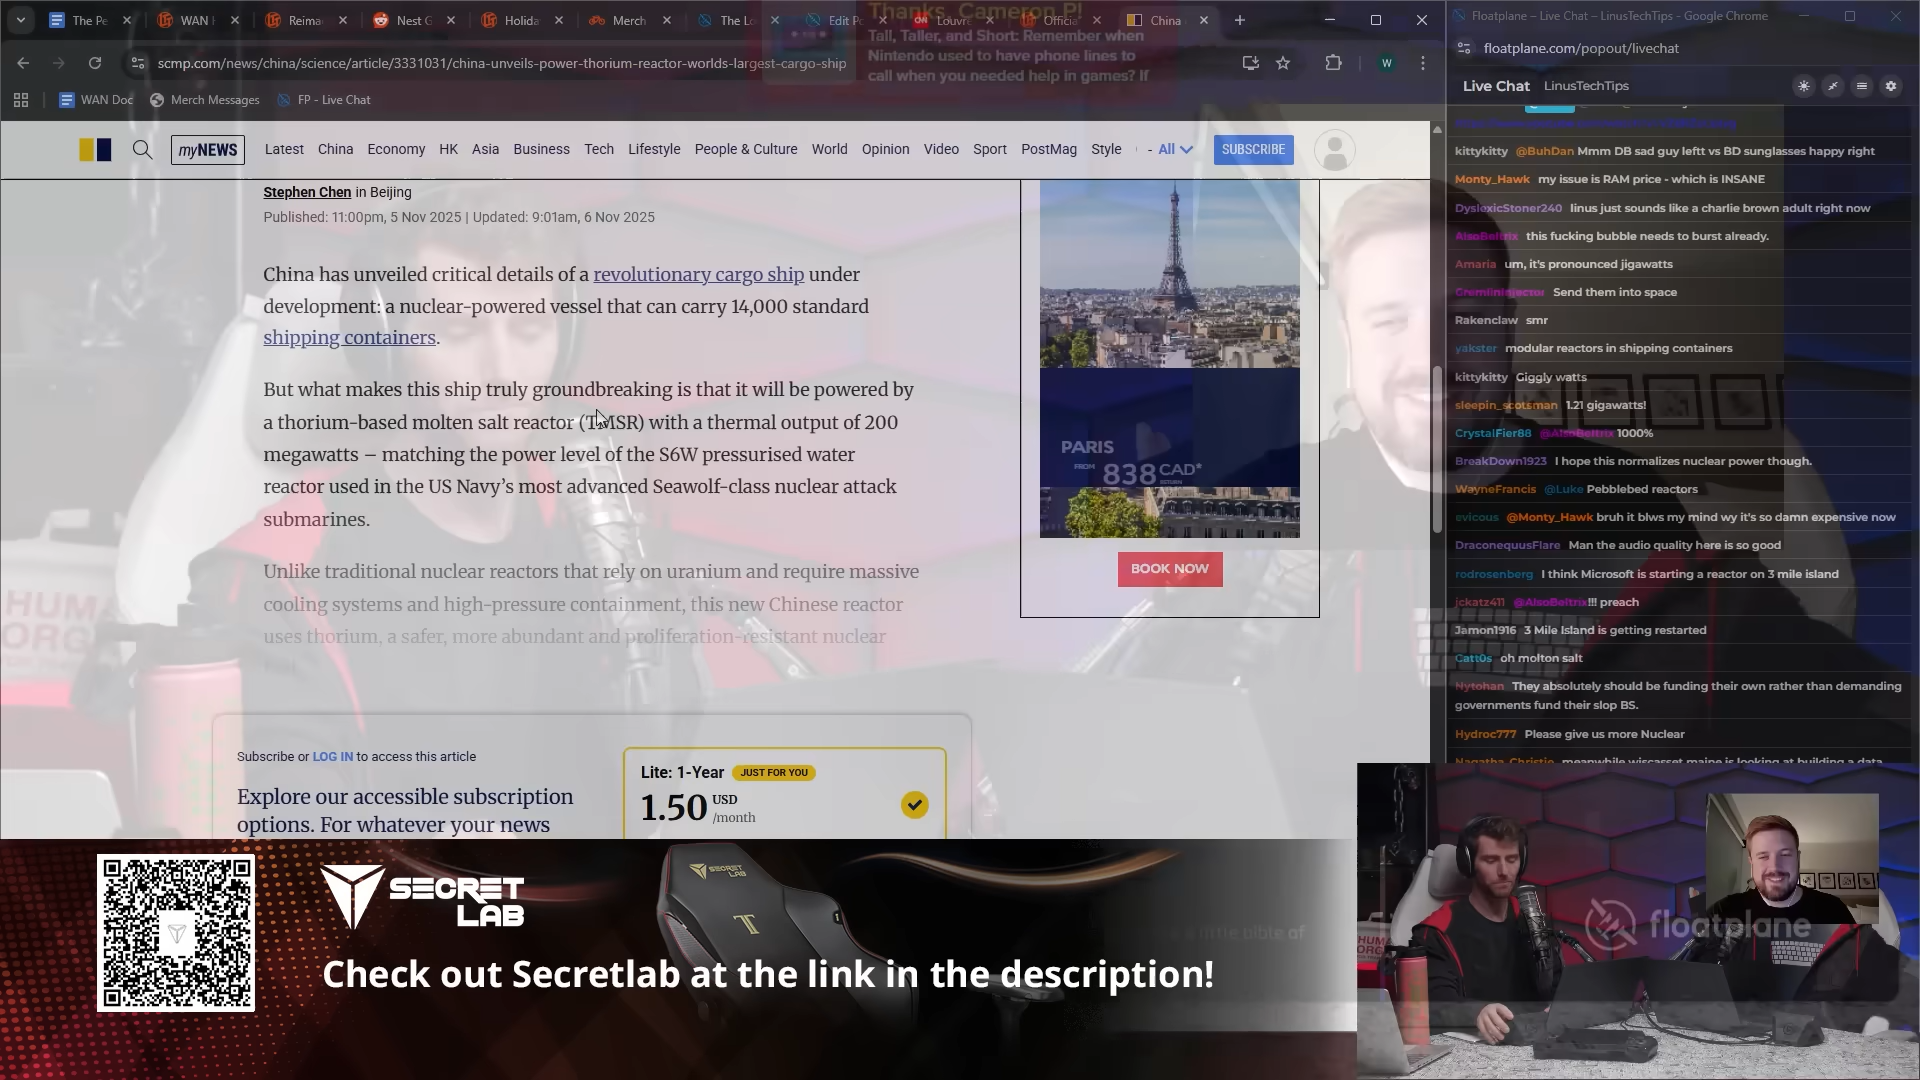 The Pe
WAN
Reima
Nest G
Holida
Merch
The Lo
Edit Po
Louvre
Officia
China
Thanks, Cameron P!
Tall, Taller, and Short: Remember when
Nintendo used to have phone lines to
call when you needed help in games? If
scmp.com/news/china/science/article/3331031/china-unveils-power-thorium-reactor-worlds-largest-cargo-ship
W
WAN Doc
Merch Messages
FP - Live Chat
myNEWS
Latest China Economy HK Asia Business Tech Lifestyle People & Culture World Opinion Video Sport PostMag Style
All
SUBSCRIBE
Stephen Chen in Beijing
Published: 11:00pm, 5 Nov 2025 | Updated: 9:01am, 6 Nov 2025
China has unveiled critical details of a revolutionary cargo ship under
development: a nuclear-powered vessel that can carry 14,000 standard
shipping containers.
But what makes this ship truly groundbreaking is that it will be powered by
a thorium-based molten salt reactor (TMSR) with a thermal output of 200
megawatts – matching the power level of the S6W pressurised water
reactor used in the US Navy’s most advanced Seawolf-class nuclear attack
submarines.
Unlike traditional nuclear reactors that rely on uranium and require massive
cooling systems and high-pressure containment, this new Chinese reactor
uses thorium, a safer, more abundant and proliferation-resistant nuclear
PARIS
FROM 838 CAD*
RETURN
BOOK NOW
Subscribe or LOG IN to access this article
Explore our accessible subscription
options. For whatever your news
Lite: 1-Year JUST FOR YOU
1.50 USD
/month
SECRET
LAB
SECRET
LAB
Check out Secretlab at the link in the description!
Floatplane – Live Chat – LinusTechTips - Google Chrome
floatplane.com/popout/livechat
Live Chat LinusTechTips
kittykitty @BuhDan Mmm DB sad guy leftt vs BD sunglasses happy right
Monty_Hawk my issue is RAM price - which is INSANE
DyslexicStoner240 linus just sounds like a charlie brown adult right now
AlsoBeltrix this fucking bubble needs to burst already.
Amaria um, it's pronounced jigawatts
GremlinInjector Send them into space
Rakenclaw smr
yakster modular reactors in shipping containers
kittykitty Giggly watts
sleepin_scotsman 1.21 gigawatts!
CrystalFier88 @AlsoBeltrix 1000%
BreakDown1923 I hope this normalizes nuclear power though.
WayneFrancis @Luke Pebblebed reactors
evicous @Monty_Hawk bruh it blws my mind wy it's so damn expensive now
DraconequusFlare Man the audio quality here is so good
rodrosenberg I think Microsoft is starting a reactor on 3 mile island
jckatz411 @AlsoBeltrix!!! preach
Jamon1916 3 Mile Island is getting restarted
Catt0s oh molton salt
Nytohan They absolutely should be funding their own rather than demanding
governments fund their slop BS.
Hydroc777 Please give us more Nuclear
Nagatha_Christie meanwhile wiscasset maine is looking at building a data
floatplane